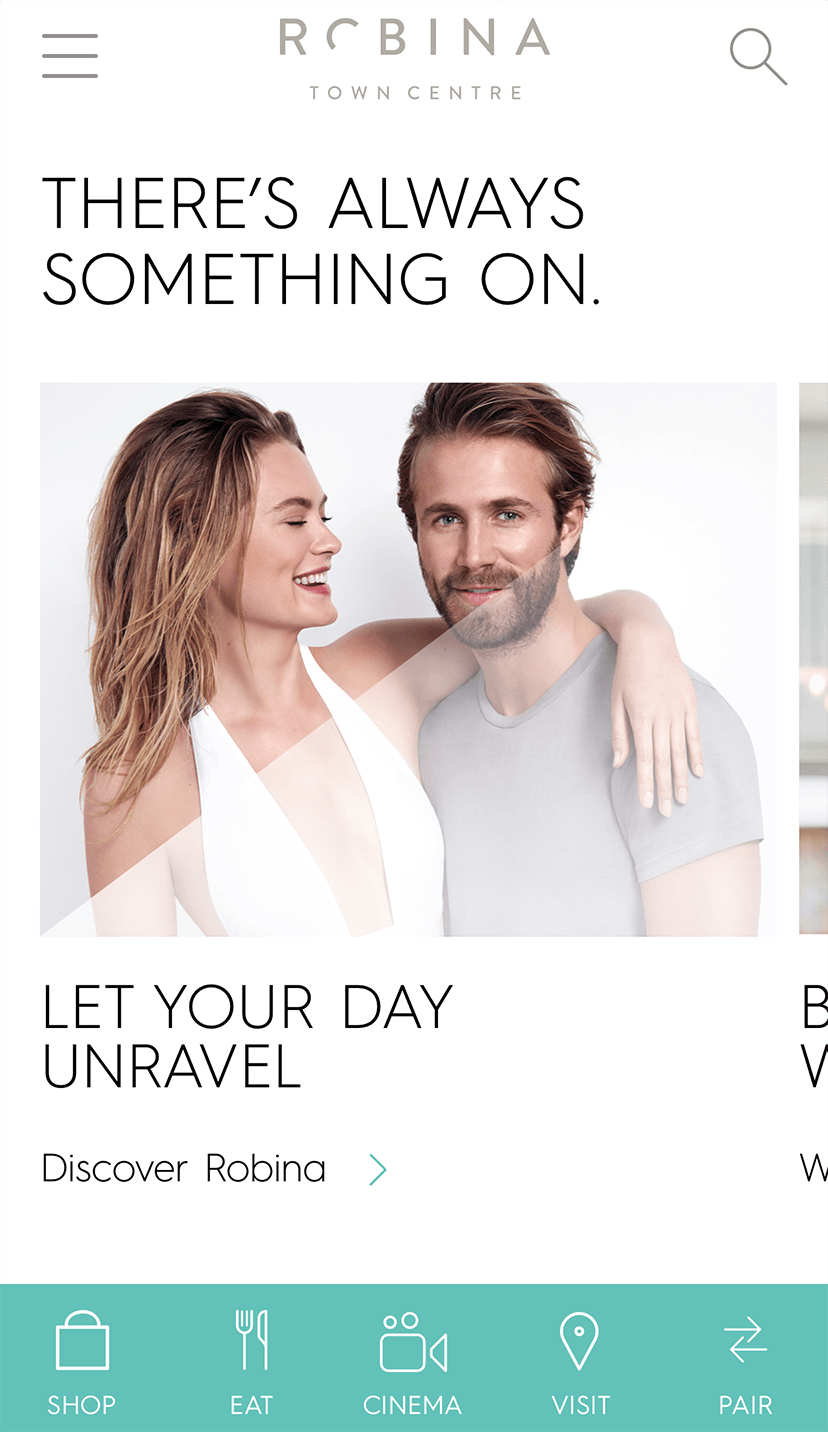 ROBINA
TOWN CENTRE
THERE'S ALWAYS
SOMETHING ON.
LET YOUR DAY
UNRAVEL
Discover Robina
SHOP
EAT
CINEMA
VISIT
PAIR